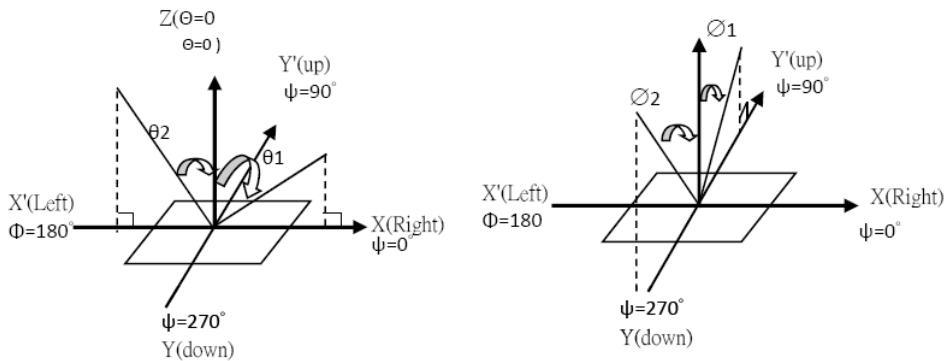 Z(Θ=0
Θ=0 )
Y'(up)
ψ=90°
θ2
θ1
X'(Left)
Φ=180°
X(Right)
ψ=0°
ψ=270°
Y(down)
∅1
Y'(up)
ψ=90°
∅2
X'(Left)
Φ=180
X(Right)
ψ=0°
ψ=270°
Y(down)